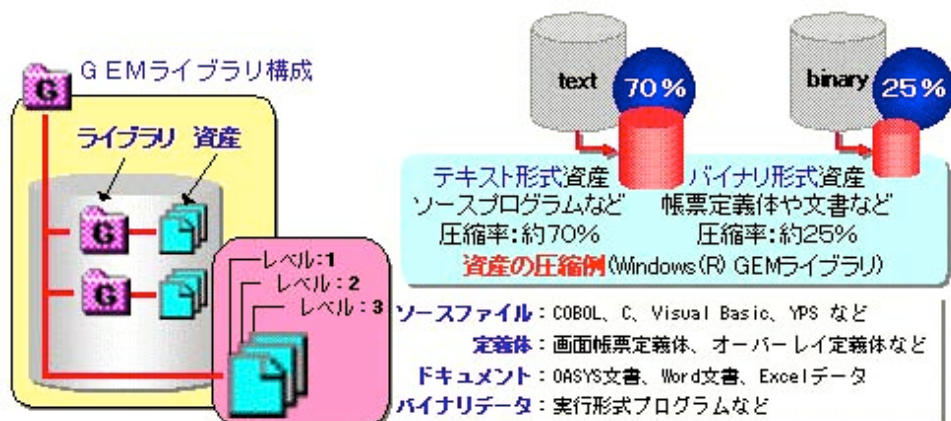 GEMライブラリ構成
G
ライブラリ 資産
G
G
レベル:1
レベル:2
レベル:3
text
70%
binary
25%
テキスト形式資産
ソースプログラムなど
圧縮率:約70%
バイナリ形式資産
帳票定義体や文書など
圧縮率:約25%
資産の圧縮例(Windows(R) GEMライブラリ)
ソースファイル:COBOL、C、Visual Basic、YPS など
定義体:画面帳票定義体、オーバーレイ定義体など
ドキュメント:OASYS文書、Word文書、Excelデータ
バイナリデータ:実行形式プログラムなど